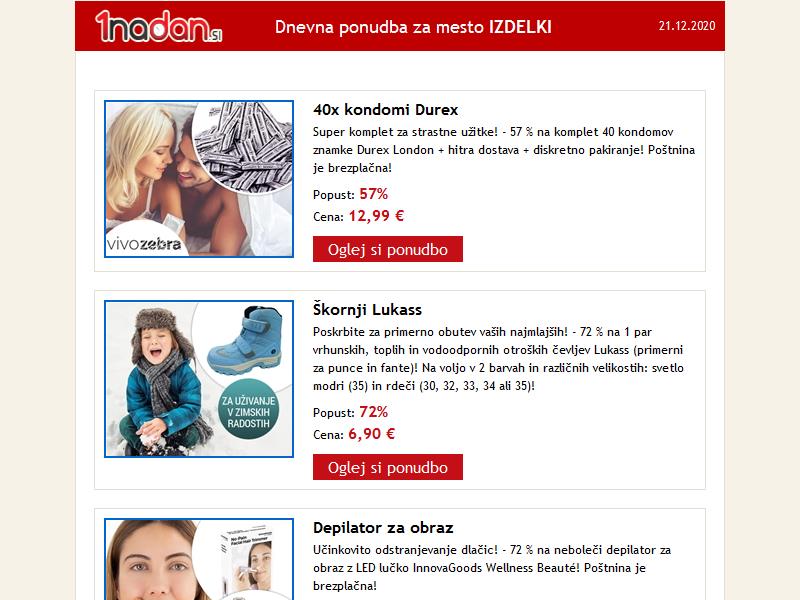 1nadan.si
Dnevna ponudba za mesto IZDELKI
21.12.2020
40x kondomi Durex
Super komplet za strastne užitke! - 57 % na komplet 40 kondomov
znamke Durex London + hitra dostava + diskretno pakiranje! Poštnina
je brezplačna!
Popust: 57%
Cena: 12,99 €
Oglej si ponudbo
vivozebra
Škornji Lukass
Poskrbite za primerno obutev vaših najmlajših! - 72 % na 1 par
vrhunskih, toplih in vodoodpornih otroških čevljev Lukass (primerni
za punce in fante)! Na voljo v 2 barvah in različnih velikostih: svetlo
modri (35) in rdeči (30, 32, 33, 34 ali 35)!
Popust: 72%
Cena: 6,90 €
Oglej si ponudbo
ZA UŽIVANJE
V ZIMSKIH
RADOSTIH
Depilator za obraz
Učinkovito odstranjevanje dlačic! - 72 % na neboleči depilator za
obraz z LED lučko InnovaGoods Wellness Beauté! Poštnina je
brezplačna!
No Pain
Facial Hair Trimmer